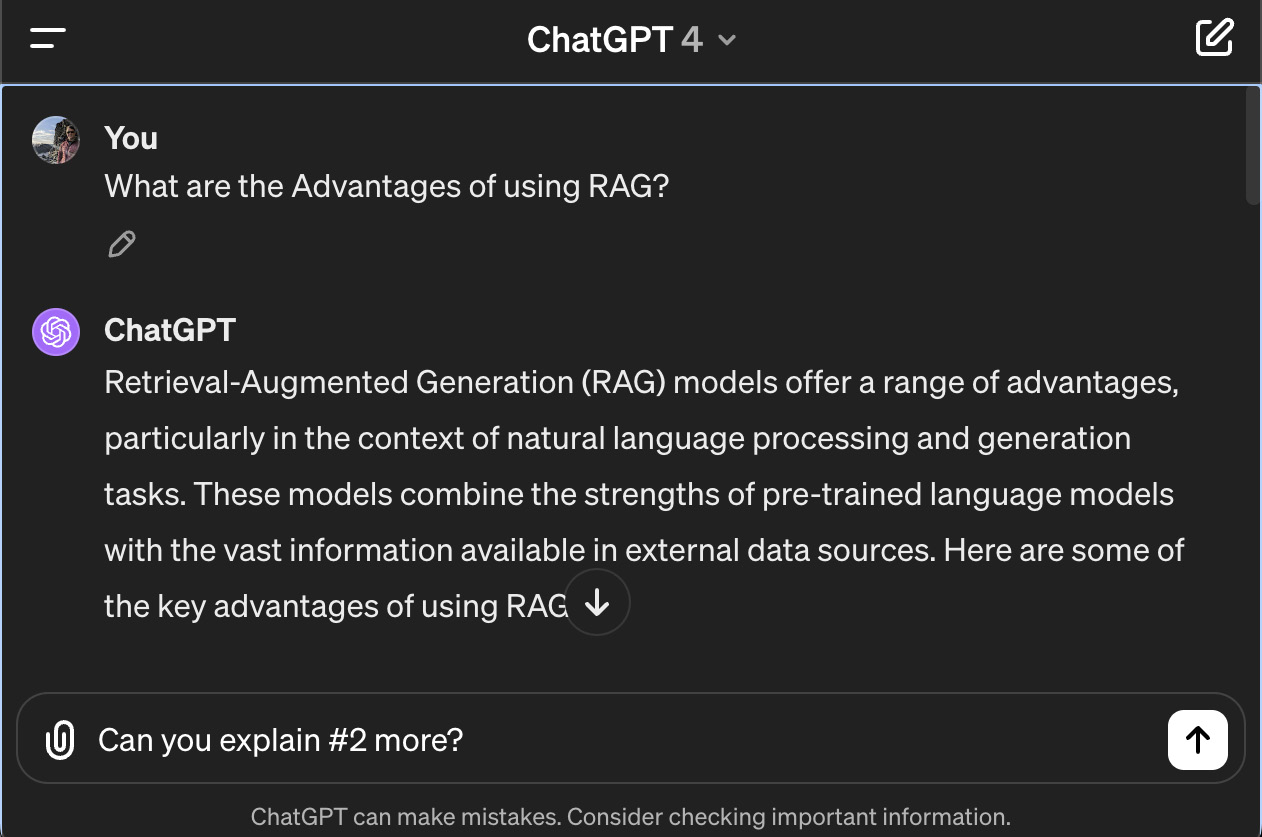 ChatGPT 4
You
What are the Advantages of using RAG?
ChatGPT
Retrieval-Augmented Generation (RAG) models offer a range of advantages,
particularly in the context of natural language processing and generation
tasks. These models combine the strengths of pre-trained language models
with the vast information available in external data sources. Here are some of
the key advantages of using RAG
Can you explain #2 more?
ChatGPT can make mistakes. Consider checking important information.